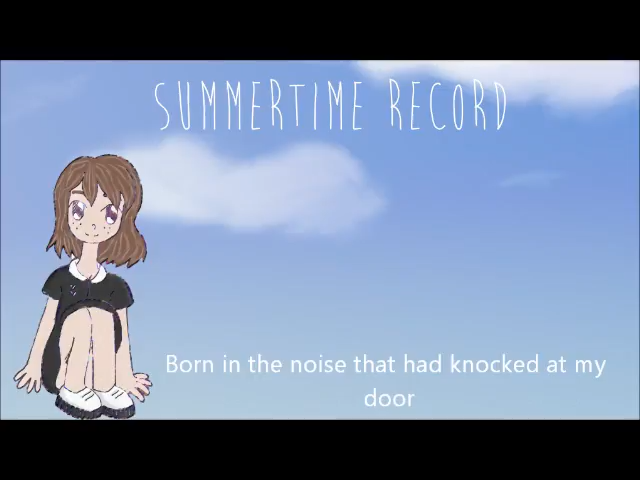 SUMMERTIME RECORD
Born in the noise that had knocked at my
door